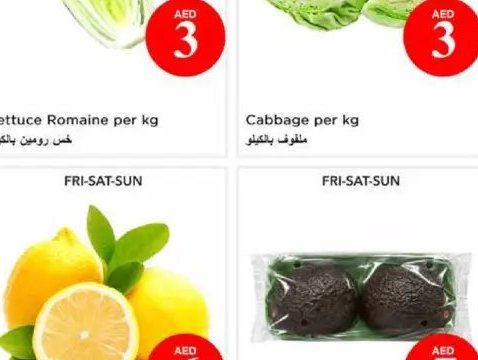 AED
3
AED
3
ettuce Romaine per kg
خس رومين بالك
Cabbage per kg
ملفوف بالكيلو
FRI-SAT-SUN
FRI-SAT-SUN
AED
AED